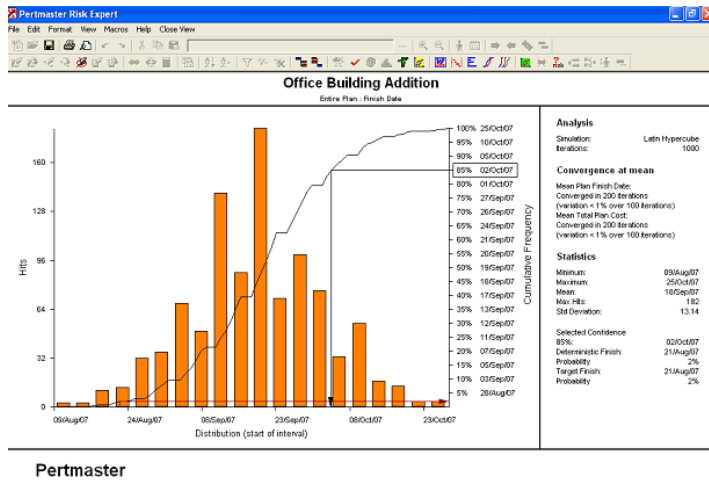 Pertmaster Risk Expert
File Edit Format View Macros Help Close View
Office Building Addition
Entire Plan : Finish Date
Hits
160
128
96
64
32
0
09/Aug/07 24/Aug/07 08/Sep/07 23/Sep/07 08/Oct/07 23/Oct/07
Distribution (start of interval)
100% 25/Oct/07
95% 10/Oct/07
90% 05/Oct/07
85% 02/Oct/07
80% 01/Oct/07
75% 27/Sep/07
70% 26/Sep/07
65% 24/Sep/07
60% 21/Sep/07
55% 20/Sep/07
50% 19/Sep/07
45% 18/Sep/07
40% 17/Sep/07
35% 13/Sep/07
30% 12/Sep/07
25% 11/Sep/07
20% 07/Sep/07
15% 05/Sep/07
10% 03/Sep/07
5% 28/Aug/07
Cumulative Frequency
Analysis
Simulation: Latin Hypercube
Iterations: 1000
Convergence at mean
Mean Plan Finish Date:
Converged in 200 iterations
(variation < 1% over 100 iterations)
Mean Total Plan Cost:
Converged in 200 iterations
(variation < 1% over 100 iterations)
Statistics
Minimum: 09/Aug/07
Maximum: 25/Oct/07
Mean: 18/Sep/07
Max Hits: 182
Std Deviation: 13.14
Selected Confidence
85%: 02/Oct/07
Deterministic Finish: 21/Aug/07
Probability 2%
Target Finish: 21/Aug/07
Probability 2%
Pertmaster